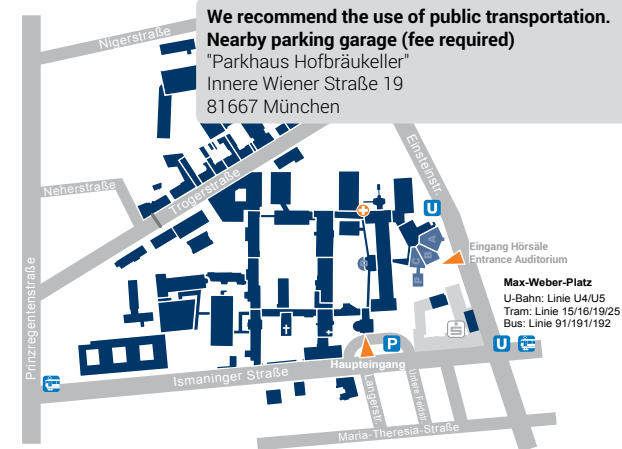 We recommend the use of public transportation.
Nearby parking garage (fee required)
"Parkhaus Hofbräukeller"
Innere Wiener Straße 19
81667 München
Nigerstraße
Einsteinstr.
Neherstraße
Trogerstraße
U
A
B
C
P
Eingang Hörsäle
Entrance Auditorium
Prinzregentenstraße
Max-Weber-Platz
U-Bahn: Linie U4/U5
Tram: Linie 15/16/19/25
Bus: Linie 91/191/192
S
P
U
Haupteingang
Ismaninger Straße
Langerstr.
Untere Feldstr.
Maria-Theresia-Straße